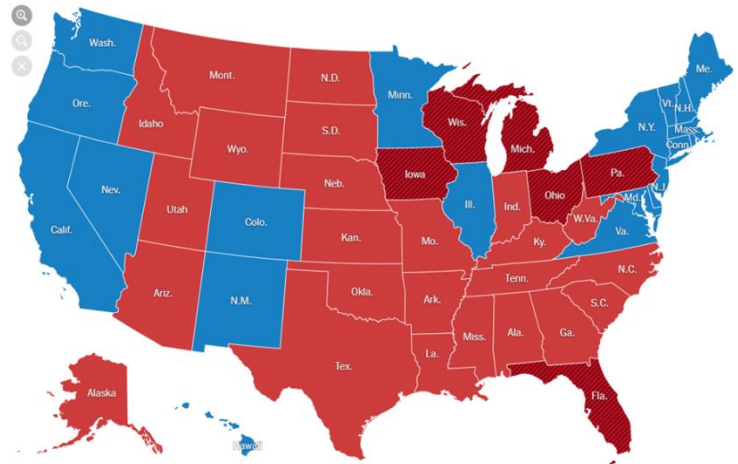 Wash.
Mont.
N.D.
Minn.
Me.
Ore.
Idaho
S.D.
Wis.
Mich.
Vt.
N.H.
N.Y.
Mass.
Conn.
Wyo.
Iowa
Pa.
Neb.
Nev.
Utah
Colo.
Ill.
Ind.
Ohio
N.J.
Md.
W.Va.
Va.
Calif.
Kan.
Mo.
Ky.
N.C.
Ariz.
N.M.
Okla.
Ark.
Tenn.
S.C.
Miss.
Ala.
Ga.
La.
Tex.
Alaska
Fla.
Hawaii